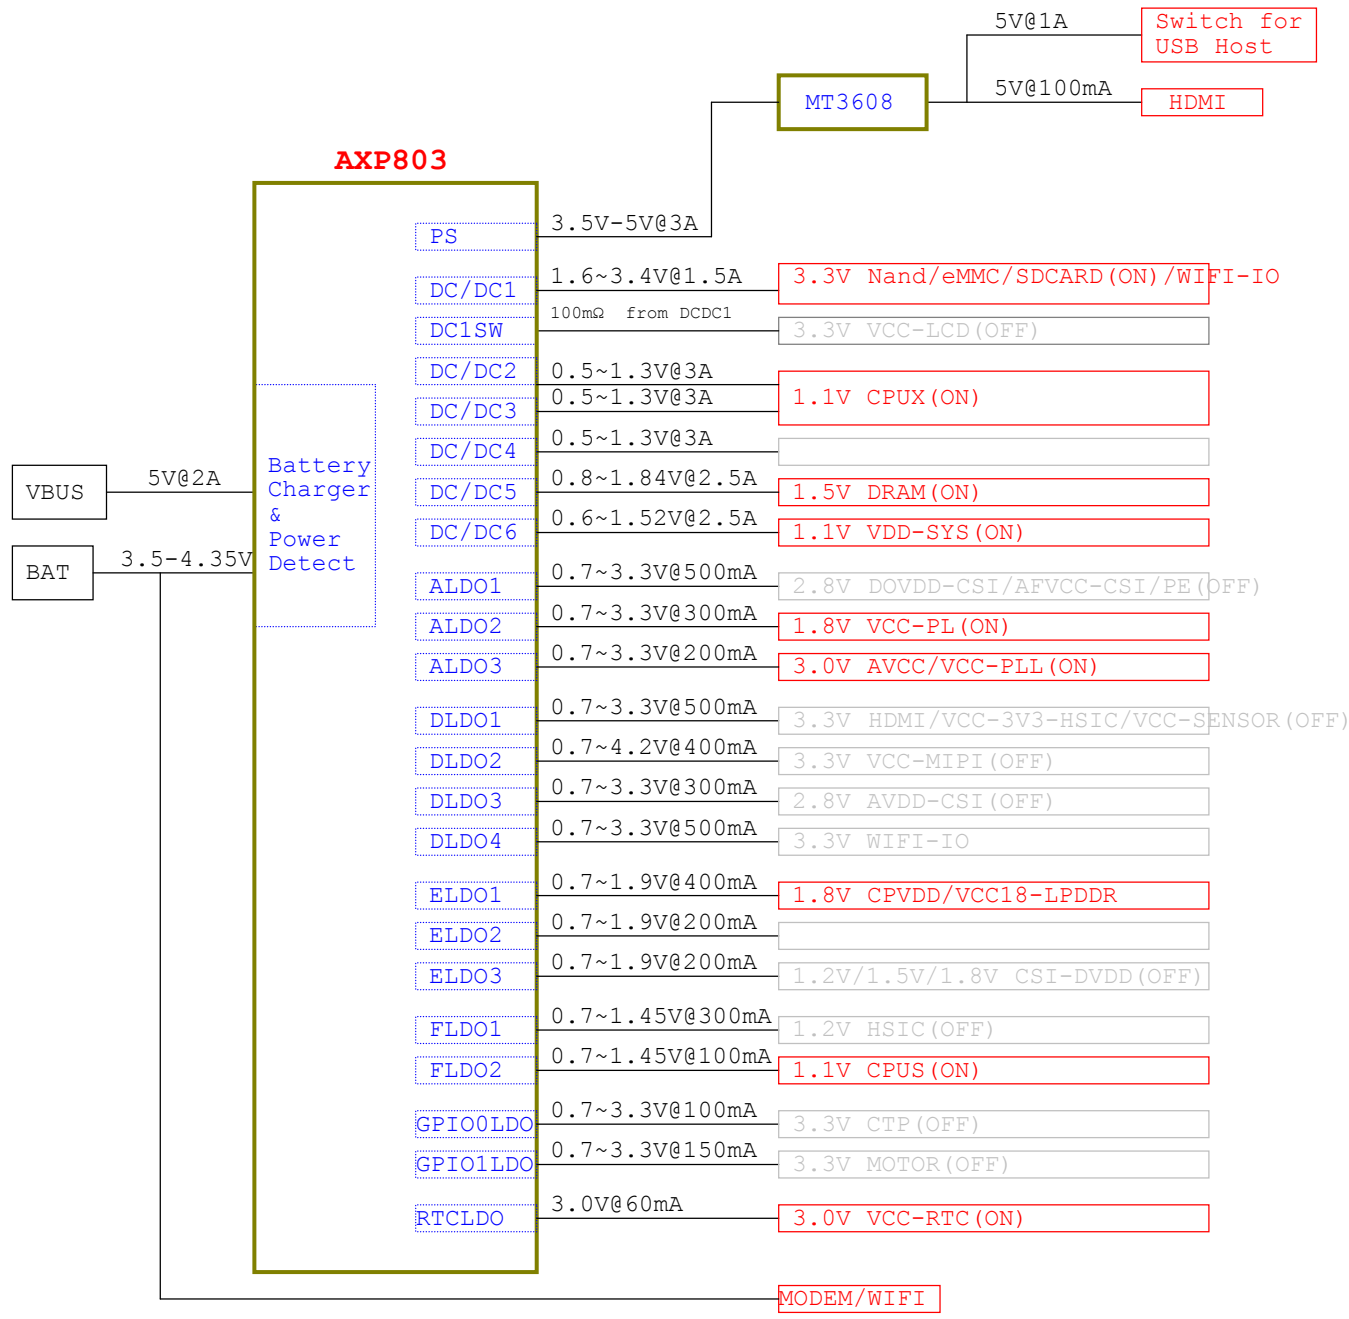 5V@1A
Switch for
USB Host
5V@100mA
MT3608
HDMI
AXP803
PS
3.5V-5V@3A
DC/DC1
1.6~3.4V@1.5A
3.3V Nand/eMMC/SDCARD(ON)/WIFI-IO
DC1SW
100mΩ from DCDC1
3.3V VCC-LCD(OFF)
DC/DC2
0.5~1.3V@3A
DC/DC3
0.5~1.3V@3A
1.1V CPUX(ON)
DC/DC4
0.5~1.3V@3A
DC/DC5
0.8~1.84V@2.5A
1.5V DRAM(ON)
DC/DC6
0.6~1.52V@2.5A
1.1V VDD-SYS(ON)
Battery
Charger
&
Power
Detect
VBUS
5V@2A
BAT
3.5-4.35V
ALDO1
0.7~3.3V@500mA
2.8V DOVDD-CSI/AFVCC-CSI/PE(OFF)
ALDO2
0.7~3.3V@300mA
1.8V VCC-PL(ON)
ALDO3
0.7~3.3V@200mA
3.0V AVCC/VCC-PLL(ON)
DLDO1
0.7~3.3V@500mA
3.3V HDMI/VCC-3V3-HSIC/VCC-SENSOR(OFF)
DLDO2
0.7~4.2V@400mA
3.3V VCC-MIPI(OFF)
DLDO3
0.7~3.3V@300mA
2.8V AVDD-CSI(OFF)
DLDO4
0.7~3.3V@500mA
3.3V WIFI-IO
ELDO1
0.7~1.9V@400mA
1.8V CPVDD/VCC18-LPDDR
ELDO2
0.7~1.9V@200mA
ELDO3
0.7~1.9V@200mA
1.2V/1.5V/1.8V CSI-DVDD(OFF)
FLDO1
0.7~1.45V@300mA
1.2V HSIC(OFF)
FLDO2
0.7~1.45V@100mA
1.1V CPUS(ON)
GPIO0LDO
0.7~3.3V@100mA
3.3V CTP(OFF)
GPIO1LDO
0.7~3.3V@150mA
3.3V MOTOR(OFF)
RTCLDO
3.0V@60mA
3.0V VCC-RTC(ON)
MODEM/WIFI